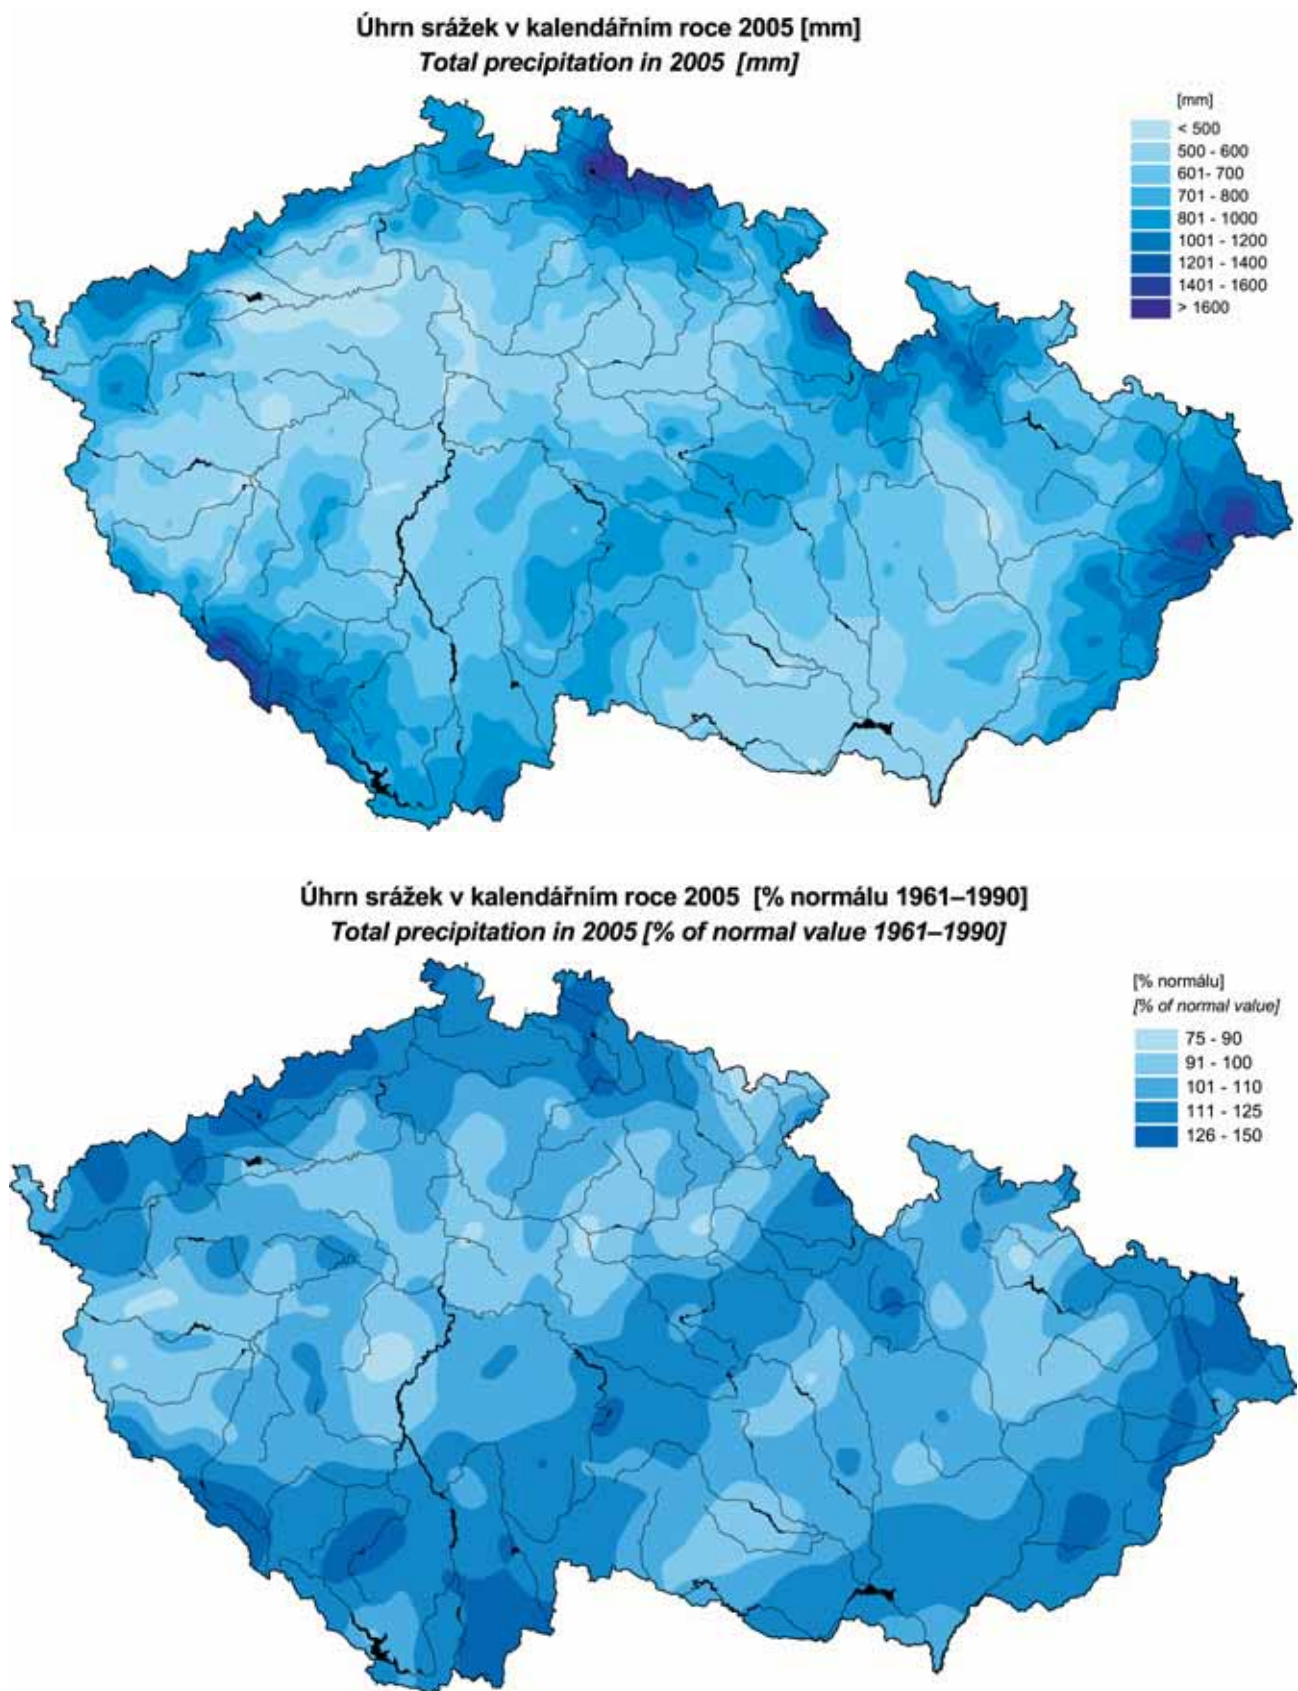 Úhrn srážek v kalendářním roce 2005 [mm]
Total precipitation in 2005 [mm]
[mm]
< 500
500 - 600
601- 700
701 - 800
801 - 1000
1001 - 1200
1201 - 1400
1401 - 1600
> 1600
Úhrn srážek v kalendářním roce 2005 [% normálu 1961–1990]
Total precipitation in 2005 [% of normal value 1961–1990]
[% normálu]
[% of normal value]
75 - 90
91 - 100
101 - 110
111 - 125
126 - 150